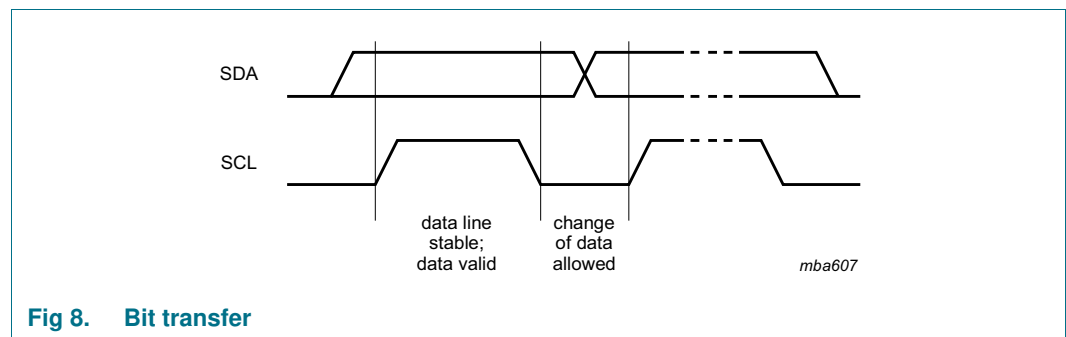 SDA
SCL
data line
stable;
data valid
change
of data
allowed
mba607
Fig 8. Bit transfer